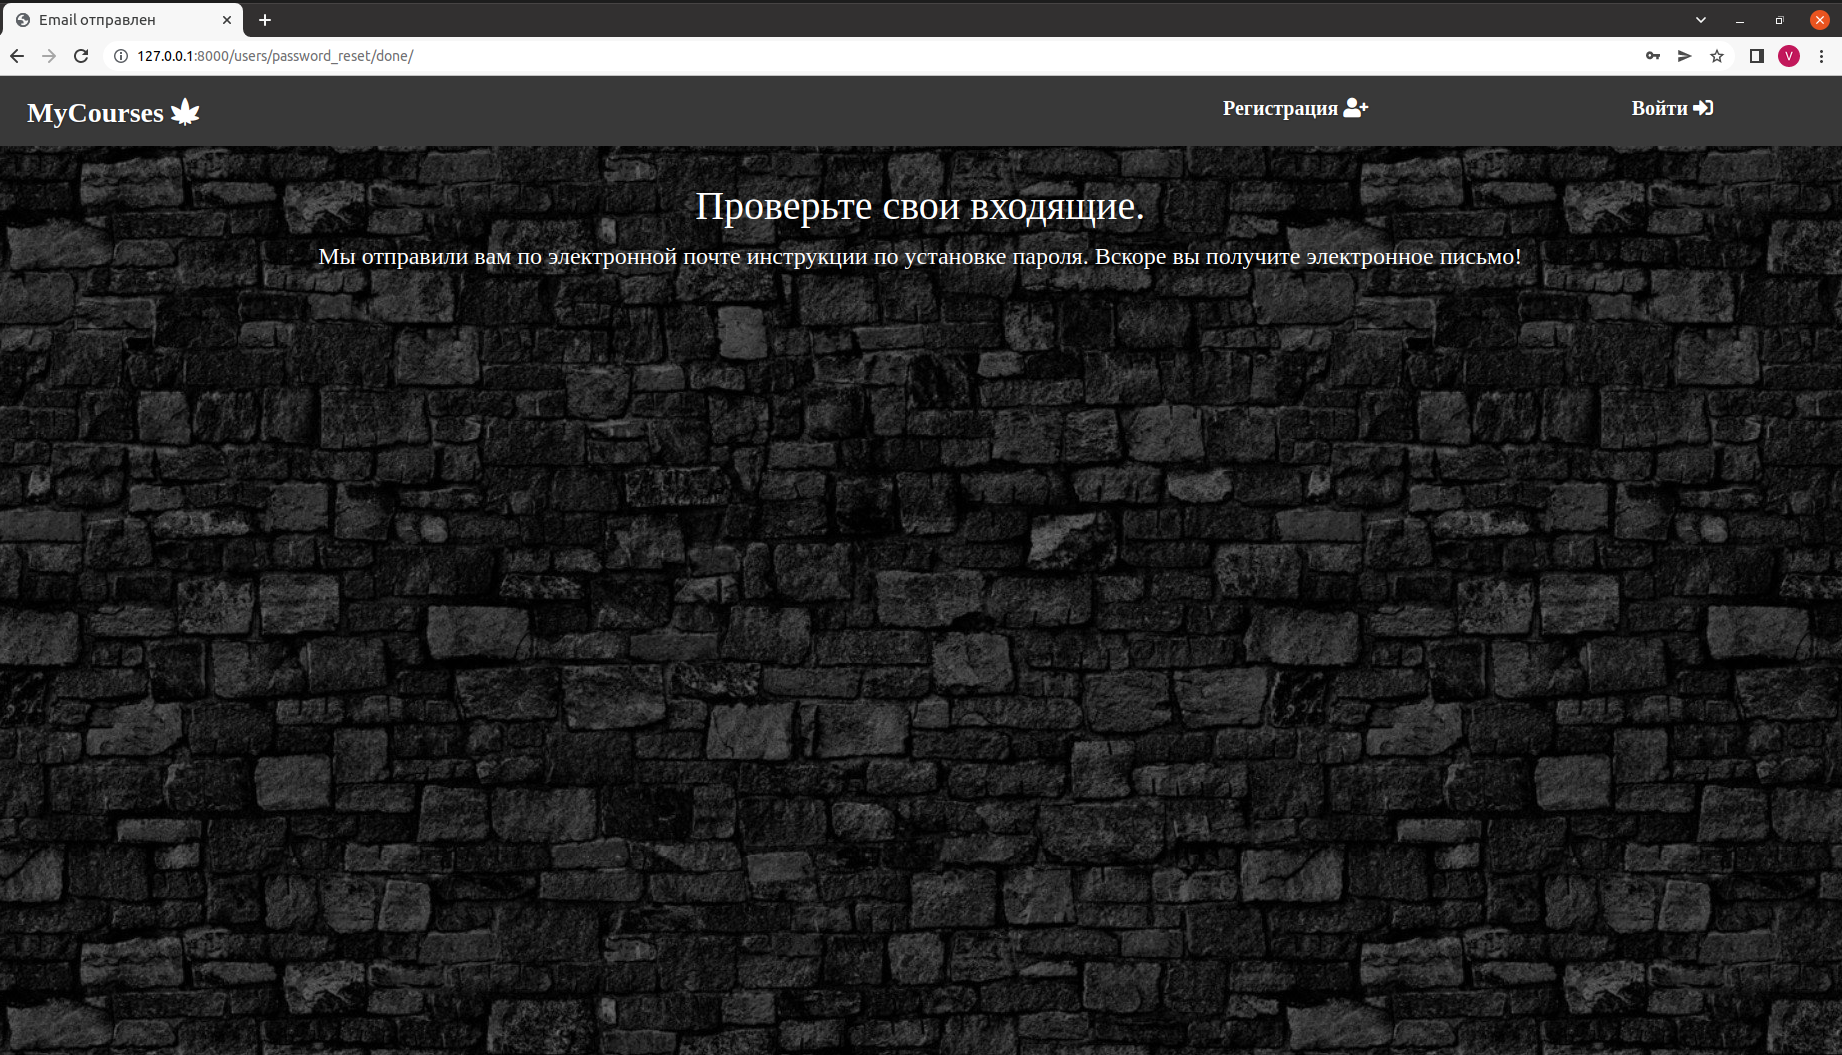 Email отправлен
127.0.0.1:8000/users/password_reset/done/
V
MyCourses
Регистрация
Войти
Проверьте свои входящие.
Мы отправили вам по электронной почте инструкции по установке пароля. Вскоре вы получите электронное письмо!